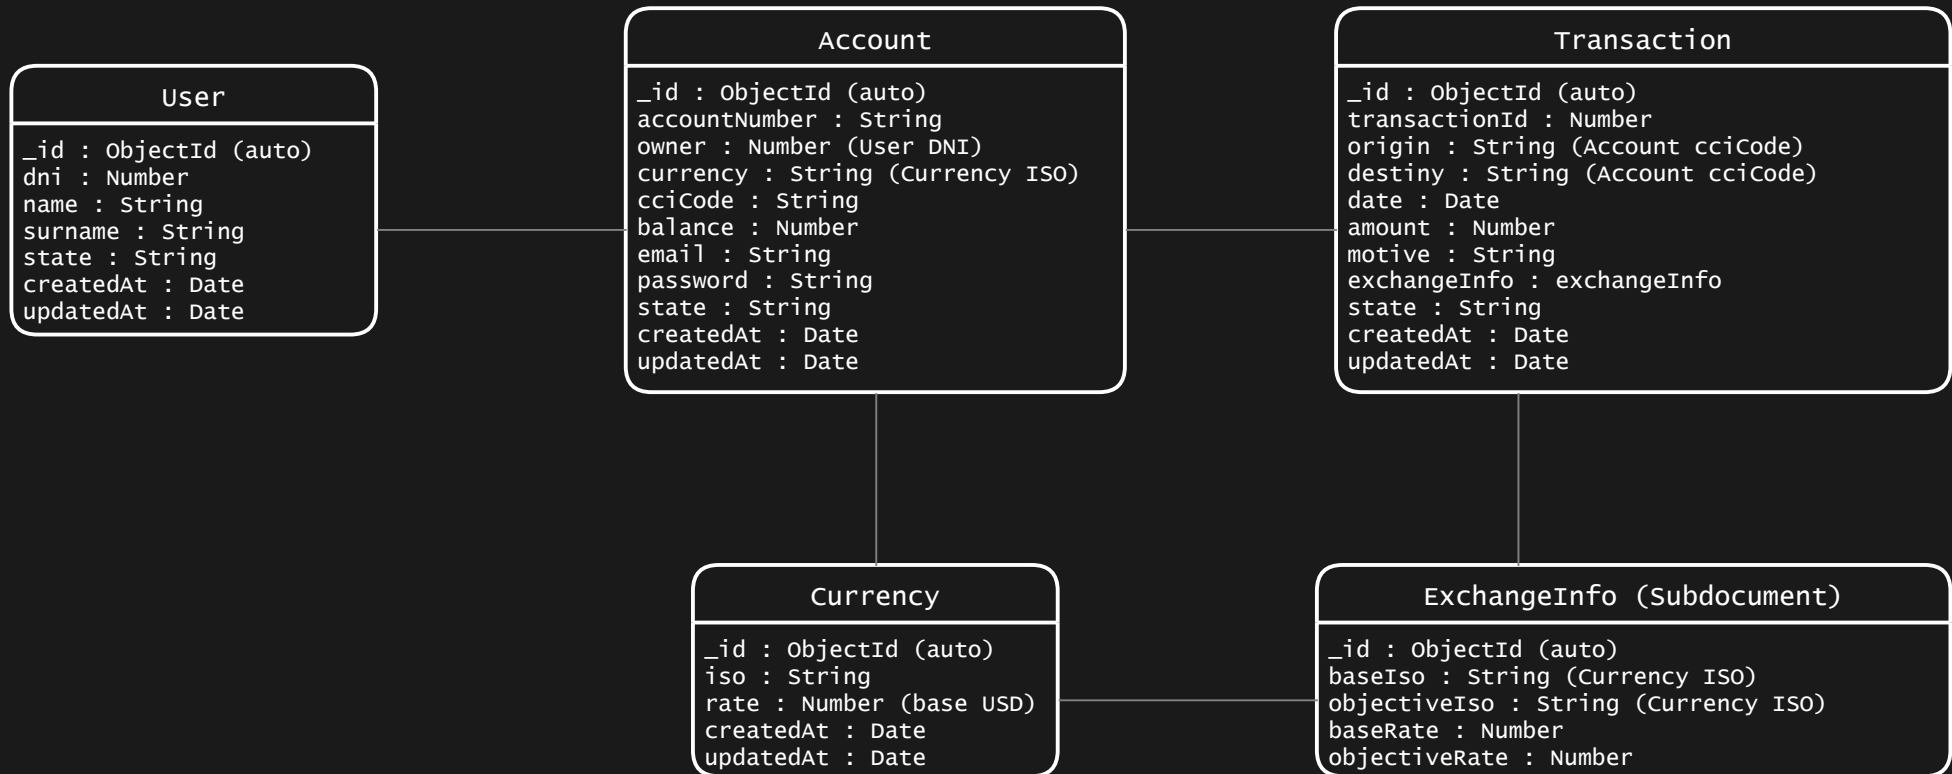 User
_id : ObjectId (auto)
dni : Number
name : String
surname : String
state : String
createdAt : Date
updatedAt : Date
Account
_id : ObjectId (auto)
accountNumber : String
owner : Number (User DNI)
currency : String (Currency ISO)
cciCode : String
balance : Number
email : String
password : String
state : String
createdAt : Date
updatedAt : Date
Transaction
_id : ObjectId (auto)
transactionId : Number
origin : String (Account cciCode)
destiny : String (Account cciCode)
date : Date
amount : Number
motive : String
exchangeInfo : exchangeInfo
state : String
createdAt : Date
updatedAt : Date
Currency
_id : ObjectId (auto)
iso : String
rate : Number (base USD)
createdAt : Date
updatedAt : Date
ExchangeInfo (Subdocument)
_id : ObjectId (auto)
baseIso : String (Currency ISO)
objectiveIso : String (Currency ISO)
baseRate : Number
objectiveRate : Number